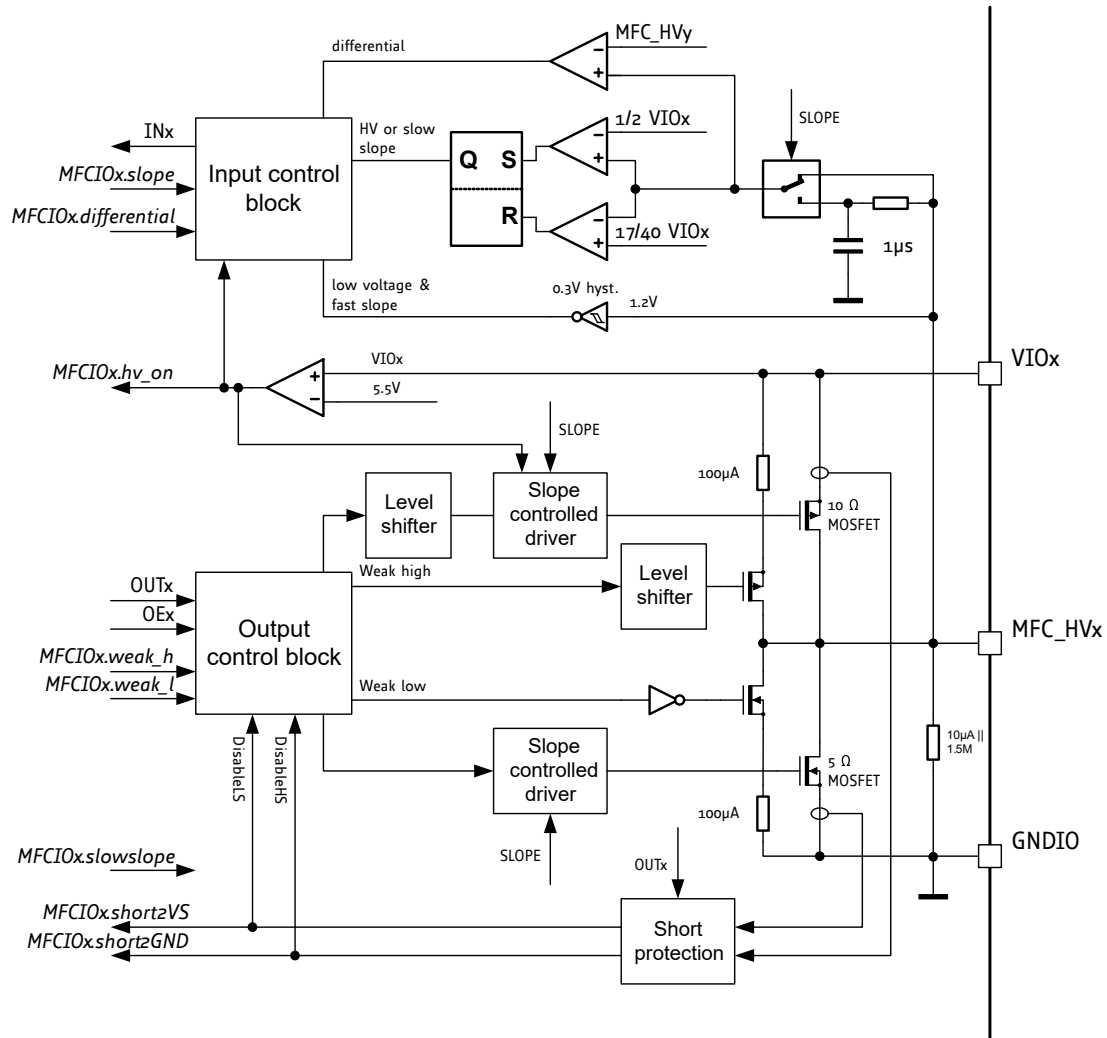 MFC_HVy
differential
1/2 VIOx
SLOPE
INx
HV or slow
slope
Q S
MFCIOx.slope
Input control
block
R
MFCIOx.differential
17/40 VIOx
1µs
low voltage &
fast slope
0.3V hyst.
1.2V
VIOx
VIOx
MFCIOx.hv_on
5.5V
SLOPE
100µA
Level
shifter
Slope
controlled
driver
10 Ω
MOSFET
Weak high
Level
shifter
OUTx
OEx
Output
control block
MFC_HVx
MFCIOx.weak_h
MFCIOx.weak_l
Weak low
DisableLS
DisableHS
Slope
controlled
driver
5 Ω
MOSFET
10µA ||
1.5M
100µA
GNDIO
SLOPE
MFCIOx.slowslope
OUTx
MFCIOx.short2VS
MFCIOx.short2GND
Short
protection